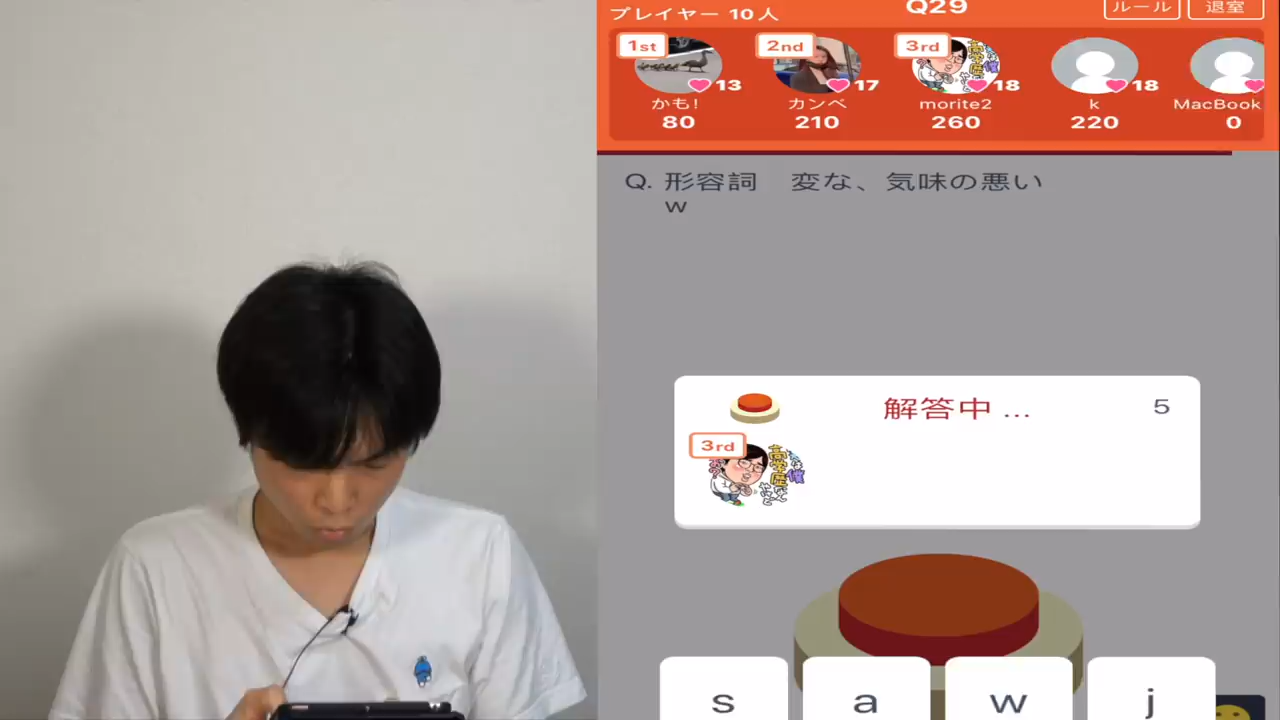 プレイヤー 10人
Q29
ルール
退室
1st
2nd
3rd
13
17
18
18
かも!
カンベ
morite2
k
MacBook
80
210
260
220
0
Q. 形容詞　変な、気味の悪い
w
解答中 ...
5
3rd
s
a
w
j